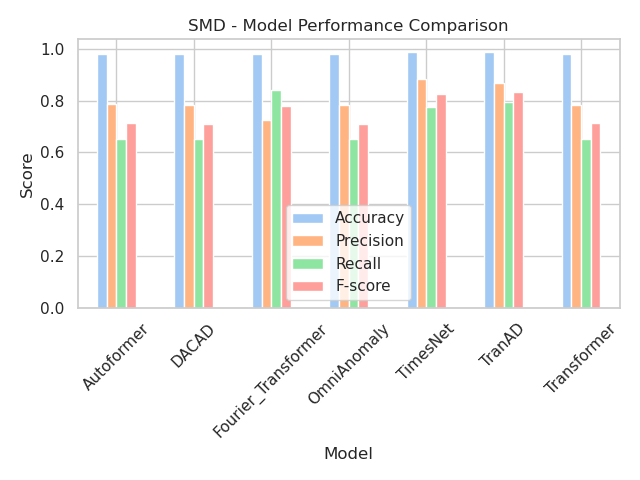 SMD - Model Performance Comparison
Score
1.0
0.8
0.6
0.4
0.2
0.0
Accuracy
Precision
Recall
F-score
Autoformer
DACAD
Fourier_Transformer
OmniAnomaly
TimesNet
TranAD
Transformer
Model